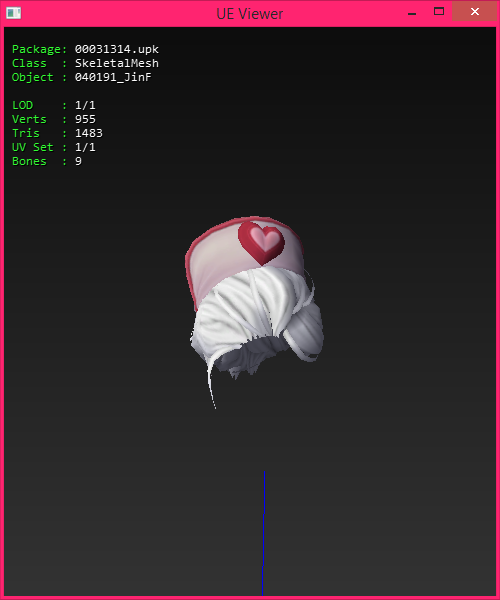 UE Viewer
Package: 00031314.upk
Class  : SkeletalMesh
Object : 040191_JinF
LOD    : 1/1
Verts  : 955
Tris   : 1483
UV Set : 1/1
Bones  : 9